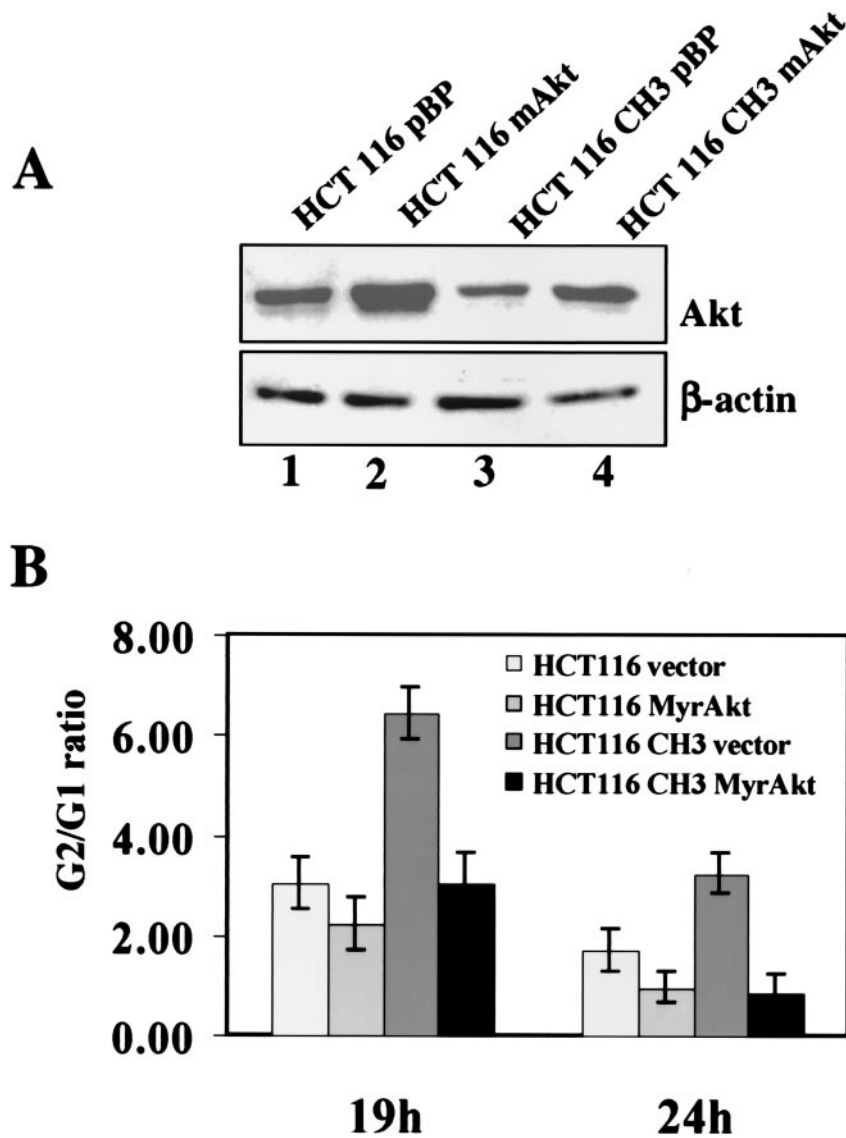 A
HCT 116 pBP
HCT 116 mAkt
HCT 116 CH3 pBP
HCT 116 CH3 mAkt
Akt
β-actin
1 2 3 4
B
8.00
6.00
4.00
2.00
0.00
G2/G1 ratio
HCT116 vector
HCT116 MyrAkt
HCT116 CH3 vector
HCT116 CH3 MyrAkt
19h 24h